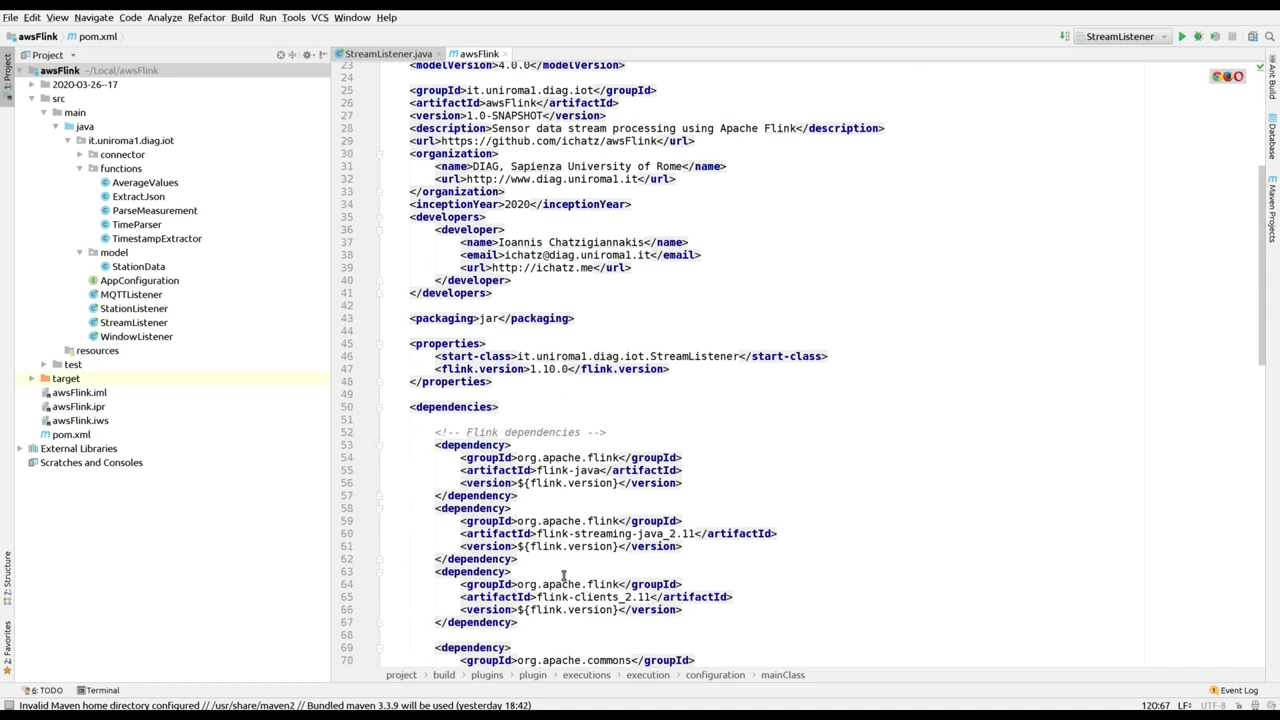 File Edit View Navigate Code Analyze Refactor Build Run Tools VCS Window Help
awsFlink pom.xml StreamListener
Project StreamListener.java awsFlink
1: Project
awsFlink ~/Local/awsFlink
2020-03-26--17
src
main
java
it.uniroma1.diag.iot
connector
functions
AverageValues
ExtractJson
ParseMeasurement
TimeParser
TimestampExtractor
model
StationData
AppConfiguration
MQTTListener
StationListener
StreamListener
WindowListener
resources
test
target
awsFlink.iml
awsFlink.ipr
awsFlink.iws
pom.xml
External Libraries
Scratches and Consoles
7: Structure
2: Favorites
23 <modelVersion>4.0.0</modelVersion>
24
25 <groupId>it.uniroma1.diag.iot</groupId>
26 <artifactId>awsFlink</artifactId>
27 <version>1.0-SNAPSHOT</version>
28 <description>Sensor data stream processing using Apache Flink</description>
29 <url>https://github.com/ichatz/awsFlink</url>
30 <organization>
31 <name>DIAG, Sapienza University of Rome</name>
32 <url>http://www.diag.uniroma1.it</url>
33 </organization>
34 <inceptionYear>2020</inceptionYear>
35 <developers>
36 <developer>
37 <name>Ioannis Chatzigiannakis</name>
38 <email>ichatz@diag.uniroma1.it</email>
39 <url>http://ichatz.me</url>
40 </developer>
41 </developers>
42
43 <packaging>jar</packaging>
44
45 <properties>
46 <start-class>it.uniroma1.diag.iot.StreamListener</start-class>
47 <flink.version>1.10.0</flink.version>
48 </properties>
49
50 <dependencies>
51
52 <!-- Flink dependencies -->
53 <dependency>
54 <groupId>org.apache.flink</groupId>
55 <artifactId>flink-java</artifactId>
56 <version>${flink.version}</version>
57 </dependency>
58 <dependency>
59 <groupId>org.apache.flink</groupId>
60 <artifactId>flink-streaming-java_2.11</artifactId>
61 <version>${flink.version}</version>
62 </dependency>
63 <dependency>
64 <groupId>org.apache.flink</groupId>
65 <artifactId>flink-clients_2.11</artifactId>
66 <version>${flink.version}</version>
67 </dependency>
68
69 <dependency>
70 <groupId>org.apache.commons</groupId>
Ant Build
Database
Maven Projects
project build plugins plugin executions execution configuration mainClass
6: TODO Terminal Event Log
Invalid Maven home directory configured // /usr/share/maven2 // Bundled maven 3.3.9 will be used (yesterday 18:42) 120:67 LF UTF-8